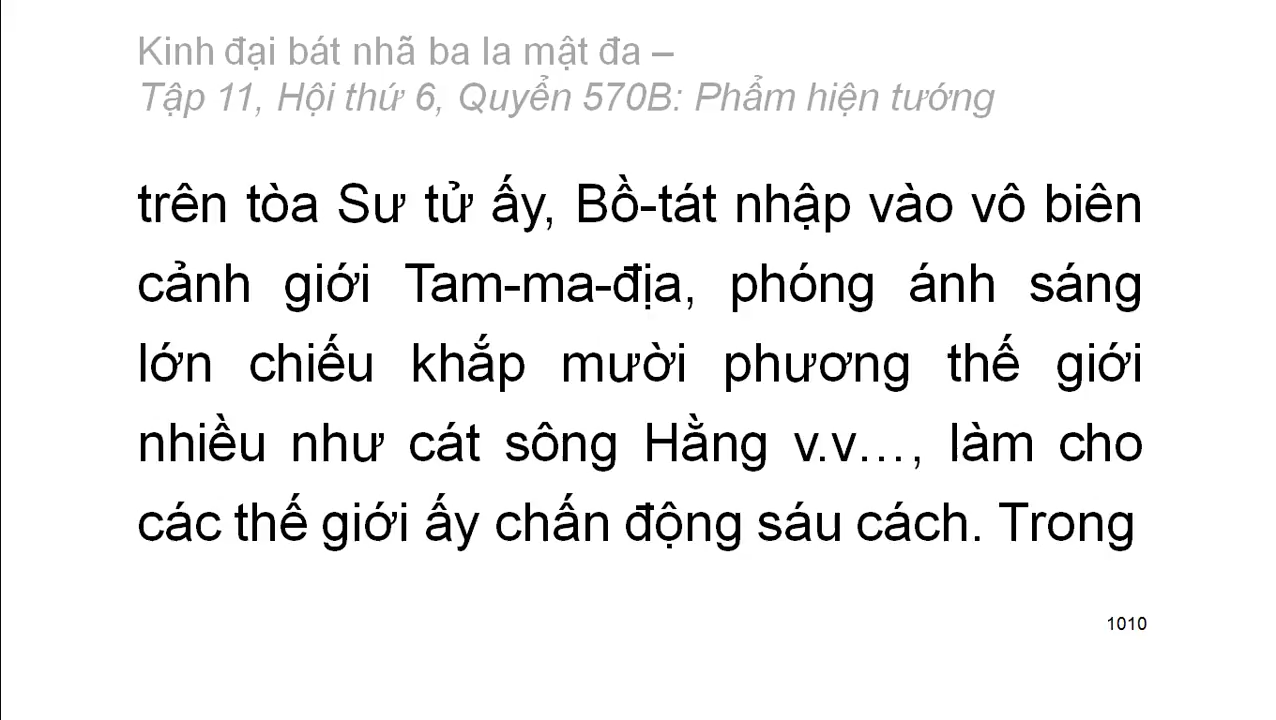 Kinh đại bát nhã ba la mật đa –
Tập 11, Hội thứ 6, Quyển 570B: Phẩm hiện tướng
trên tòa Sư tử ấy, Bồ-tát nhập vào vô biên
cảnh giới Tam-ma-địa, phóng ánh sáng
lớn chiếu khắp mười phương thế giới
nhiều như cát sông Hằng v.v…, làm cho
các thế giới ấy chấn động sáu cách. Trong
1010